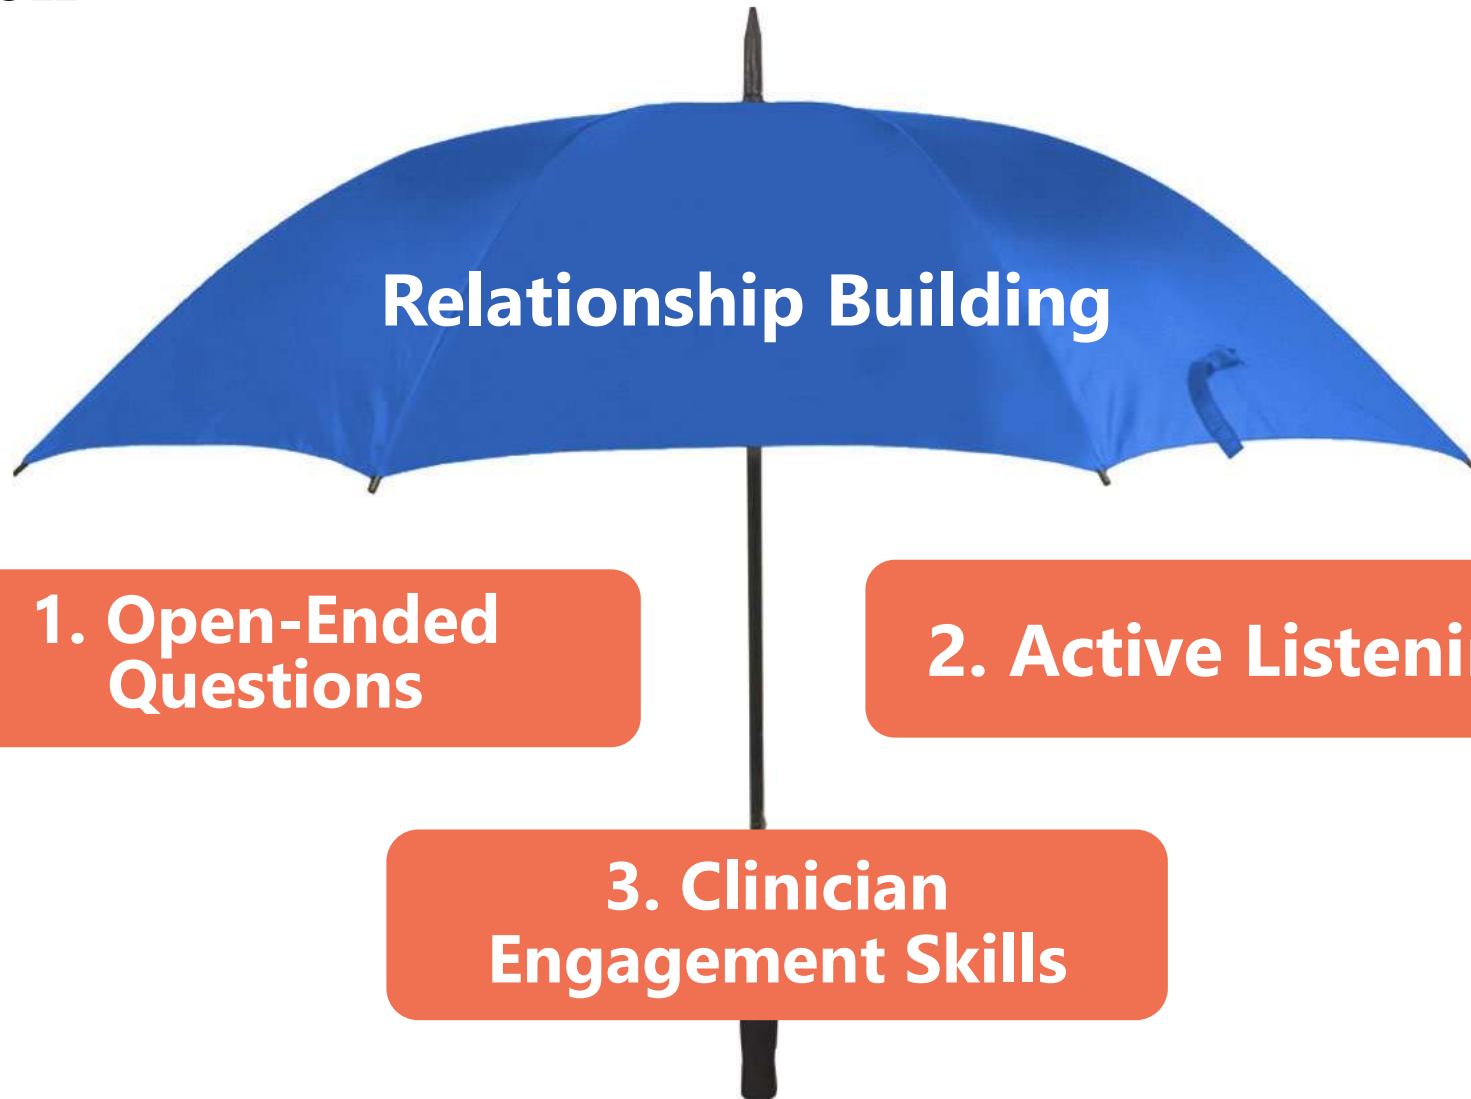 Relationship Building
1. Open-Ended
Questions
2. Active Listeni
3. Clinician
Engagement Skills